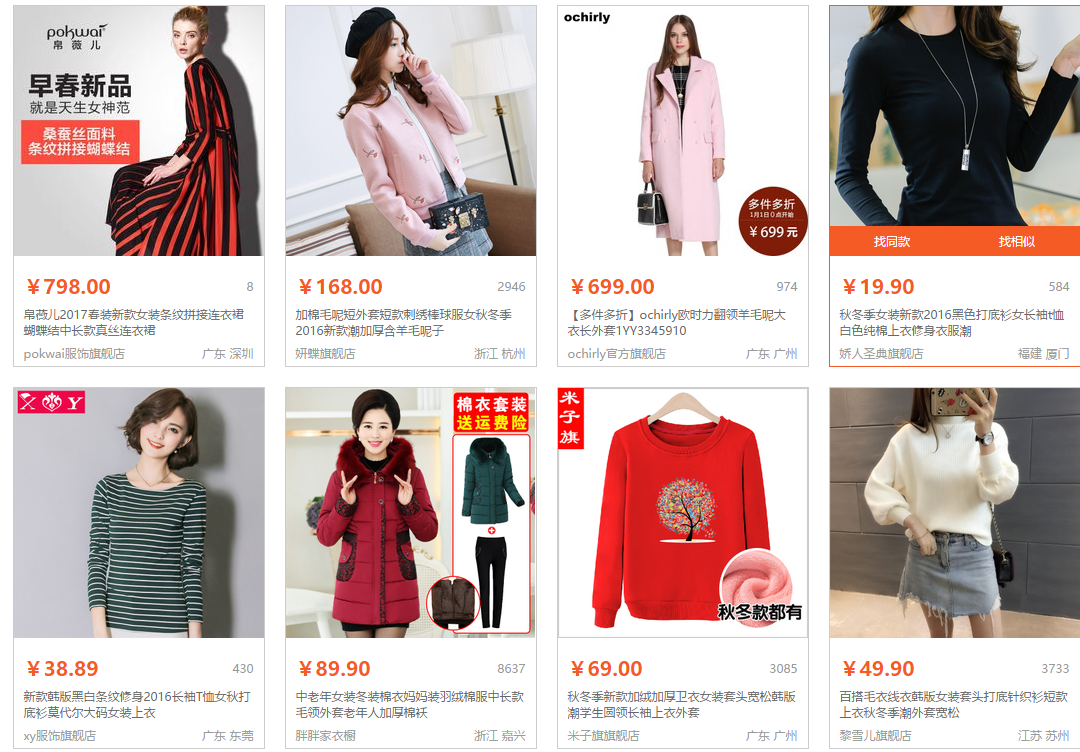 pokwai
帛薇儿
早春新品
就是天生女神范
桑蚕丝面料
条纹拼接蝴蝶结
ochirly
多件多折
1月1日0点开始
¥699元
找同款 找相似
¥798.00 8
帛薇儿2017春装新款女装条纹拼接连衣裙
蝴蝶结中长款真丝连衣裙
pokwai服饰旗舰店 广东 深圳
¥168.00 2946
加棉毛呢短外套短款刺绣棒球服女秋冬季
2016新款潮加厚含羊毛呢子
妍蝶旗舰店 浙江 杭州
¥699.00 974
【多件多折】ochirly欧时力翻领羊毛呢大
衣长外套1YY3345910
ochirly官方旗舰店 广东 广州
¥19.90 584
秋冬季女装新款2016黑色打底衫女长袖t恤
白色纯棉上衣修身衣服潮
娇人圣典旗舰店 福建 厦门
XY
棉衣套装
送运费险
米子旗
秋冬款都有
¥38.89 430
新款韩版黑白条纹修身2016长袖T恤女秋打
底衫莫代尔大码女装上衣
xy服饰旗舰店 广东 东莞
¥89.90 8637
中老年女装冬装棉衣妈妈装羽绒棉服中长款
毛领外套老年人加厚棉袄
胖胖家衣橱 浙江 嘉兴
¥69.00 3085
秋冬季新款加绒加厚卫衣女装套头宽松韩版
潮学生圆领长袖上衣外套
米子旗旗舰店 广东 广州
¥49.90 3733
百搭毛衣线衣韩版女装套头打底针织衫短款
上衣秋冬季潮外套宽松
黎雪儿旗舰店 江苏 苏州